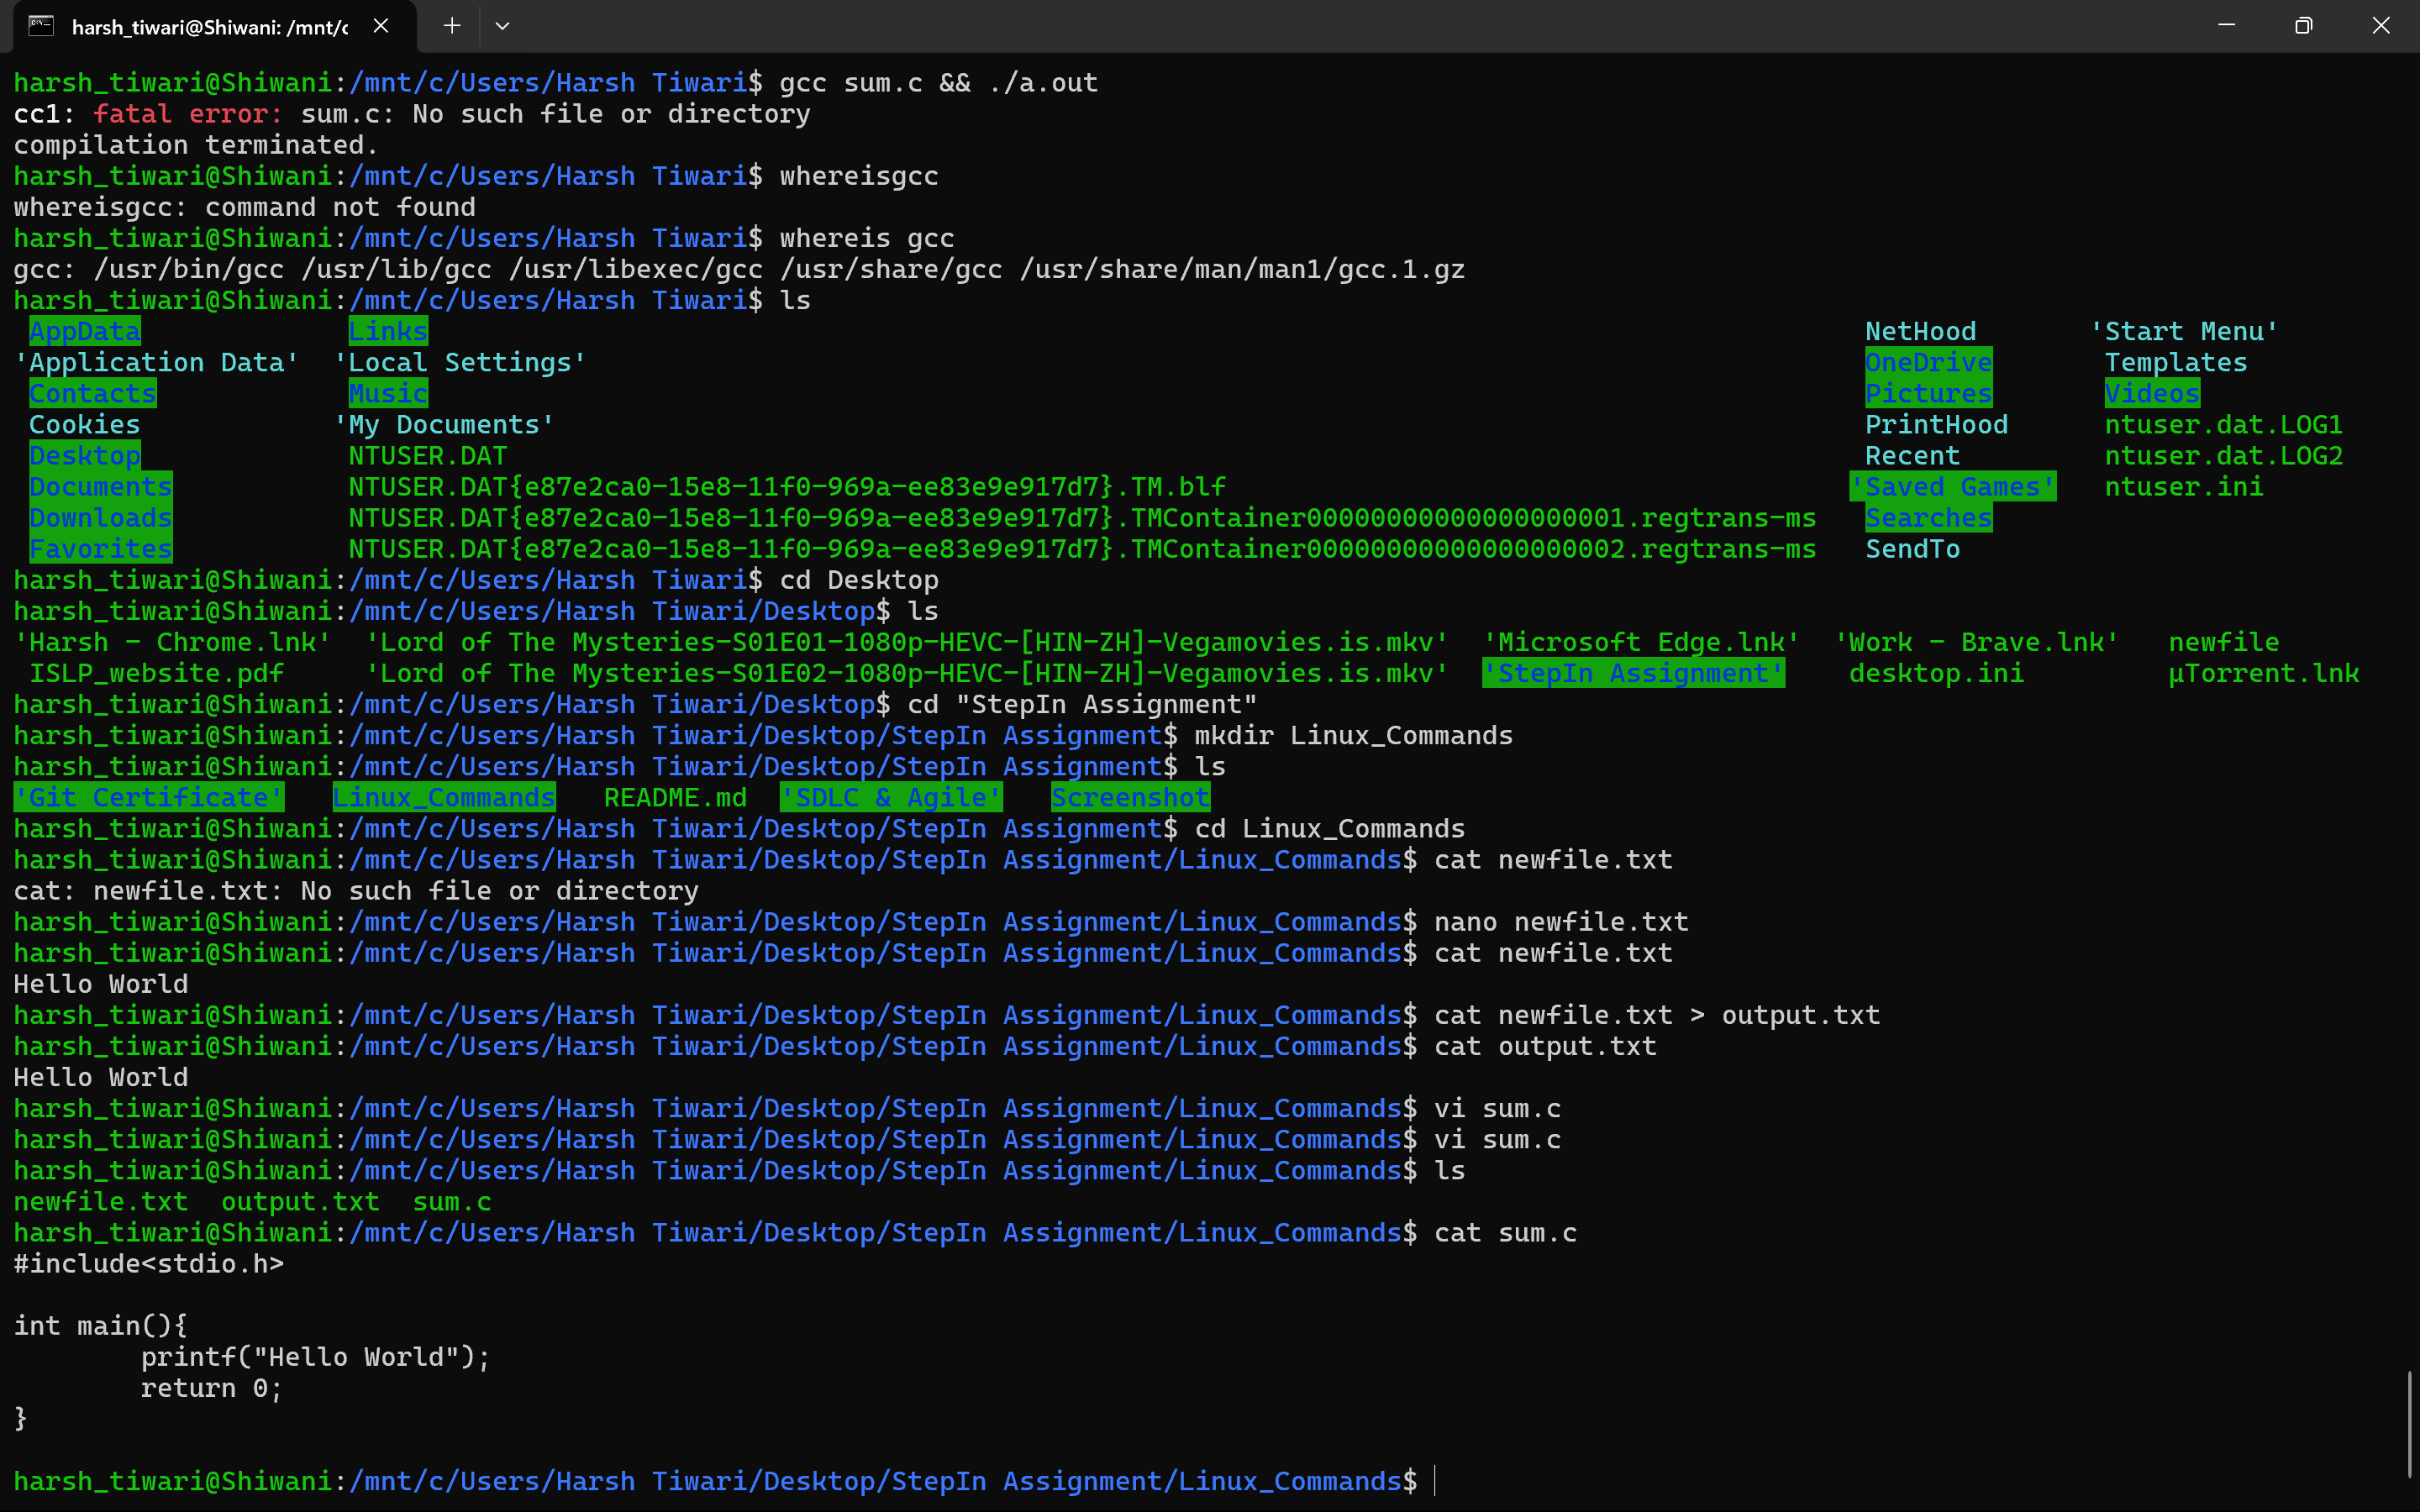 harsh_tiwari@Shiwani: /mnt/c
harsh_tiwari@Shiwani:/mnt/c/Users/Harsh Tiwari$ gcc sum.c && ./a.out
cc1: fatal error: sum.c: No such file or directory
compilation terminated.
harsh_tiwari@Shiwani:/mnt/c/Users/Harsh Tiwari$ whereisgcc
whereisgcc: command not found
harsh_tiwari@Shiwani:/mnt/c/Users/Harsh Tiwari$ whereis gcc
gcc: /usr/bin/gcc /usr/lib/gcc /usr/libexec/gcc /usr/share/gcc /usr/share/man/man1/gcc.1.gz
harsh_tiwari@Shiwani:/mnt/c/Users/Harsh Tiwari$ ls
AppData Links NetHood 'Start Menu'
'Application Data' 'Local Settings' OneDrive Templates
Contacts Music Pictures Videos
Cookies 'My Documents' PrintHood ntuser.dat.LOG1
Desktop NTUSER.DAT Recent ntuser.dat.LOG2
Documents NTUSER.DAT{e87e2ca0-15e8-11f0-969a-ee83e9e917d7}.TM.blf 'Saved Games' ntuser.ini
Downloads NTUSER.DAT{e87e2ca0-15e8-11f0-969a-ee83e9e917d7}.TMContainer00000000000000000001.regtrans-ms Searches
Favorites NTUSER.DAT{e87e2ca0-15e8-11f0-969a-ee83e9e917d7}.TMContainer00000000000000000002.regtrans-ms SendTo
harsh_tiwari@Shiwani:/mnt/c/Users/Harsh Tiwari$ cd Desktop
harsh_tiwari@Shiwani:/mnt/c/Users/Harsh Tiwari/Desktop$ ls
'Harsh - Chrome.lnk' 'Lord of The Mysteries-S01E01-1080p-HEVC-[HIN-ZH]-Vegamovies.is.mkv' 'Microsoft Edge.lnk' 'Work - Brave.lnk' newfile
ISLP_website.pdf 'Lord of The Mysteries-S01E02-1080p-HEVC-[HIN-ZH]-Vegamovies.is.mkv' 'StepIn Assignment' desktop.ini µTorrent.lnk
harsh_tiwari@Shiwani:/mnt/c/Users/Harsh Tiwari/Desktop$ cd "StepIn Assignment"
harsh_tiwari@Shiwani:/mnt/c/Users/Harsh Tiwari/Desktop/StepIn Assignment$ mkdir Linux_Commands
harsh_tiwari@Shiwani:/mnt/c/Users/Harsh Tiwari/Desktop/StepIn Assignment$ ls
'Git Certificate' Linux_Commands README.md 'SDLC & Agile' Screenshot
harsh_tiwari@Shiwani:/mnt/c/Users/Harsh Tiwari/Desktop/StepIn Assignment$ cd Linux_Commands
harsh_tiwari@Shiwani:/mnt/c/Users/Harsh Tiwari/Desktop/StepIn Assignment/Linux_Commands$ cat newfile.txt
cat: newfile.txt: No such file or directory
harsh_tiwari@Shiwani:/mnt/c/Users/Harsh Tiwari/Desktop/StepIn Assignment/Linux_Commands$ nano newfile.txt
harsh_tiwari@Shiwani:/mnt/c/Users/Harsh Tiwari/Desktop/StepIn Assignment/Linux_Commands$ cat newfile.txt
Hello World
harsh_tiwari@Shiwani:/mnt/c/Users/Harsh Tiwari/Desktop/StepIn Assignment/Linux_Commands$ cat newfile.txt > output.txt
harsh_tiwari@Shiwani:/mnt/c/Users/Harsh Tiwari/Desktop/StepIn Assignment/Linux_Commands$ cat output.txt
Hello World
harsh_tiwari@Shiwani:/mnt/c/Users/Harsh Tiwari/Desktop/StepIn Assignment/Linux_Commands$ vi sum.c
harsh_tiwari@Shiwani:/mnt/c/Users/Harsh Tiwari/Desktop/StepIn Assignment/Linux_Commands$ vi sum.c
harsh_tiwari@Shiwani:/mnt/c/Users/Harsh Tiwari/Desktop/StepIn Assignment/Linux_Commands$ ls
newfile.txt output.txt sum.c
harsh_tiwari@Shiwani:/mnt/c/Users/Harsh Tiwari/Desktop/StepIn Assignment/Linux_Commands$ cat sum.c
#include<stdio.h>
int main(){
printf("Hello World");
return 0;
}
harsh_tiwari@Shiwani:/mnt/c/Users/Harsh Tiwari/Desktop/StepIn Assignment/Linux_Commands$